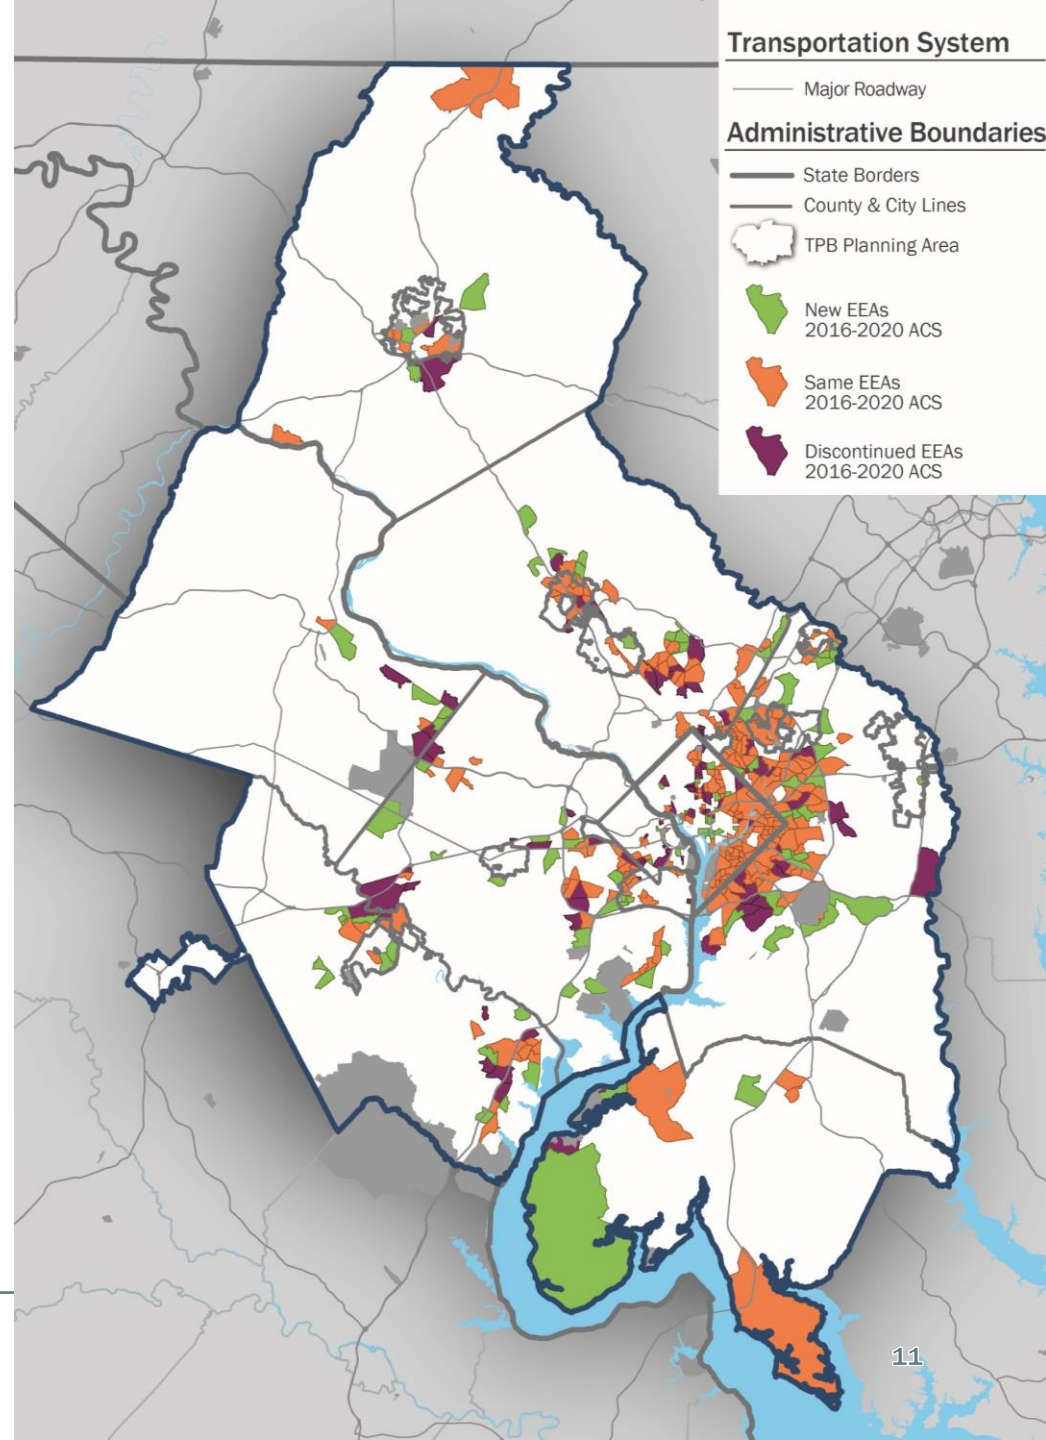 Transportation System
Major Roadway
Administrative Boundaries
State Borders
County & City Lines
TPB Planning Area
New EEAs
2016-2020 ACS
Same EEAs
2016-2020 ACS
Discontinued EEAs
2016-2020 ACS
11